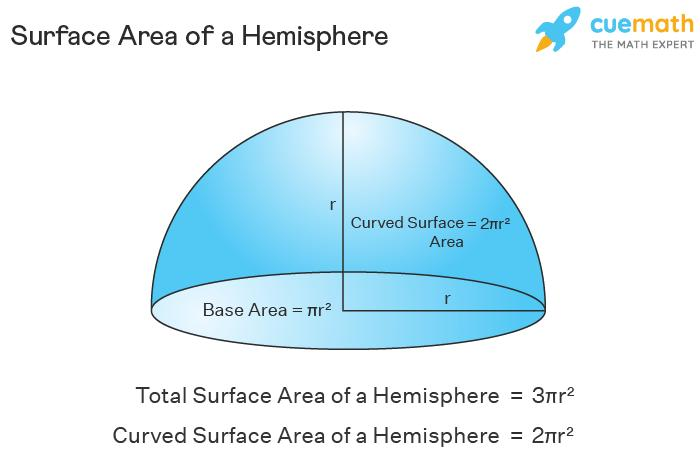 Surface Area of a Hemisphere
cuemath
THE MATH EXPERT
r
Curved Surface = 2πr²
Area
r
Base Area = πr²
Total Surface Area of a Hemisphere = 3πr²
Curved Surface Area of a Hemisphere = 2πr²